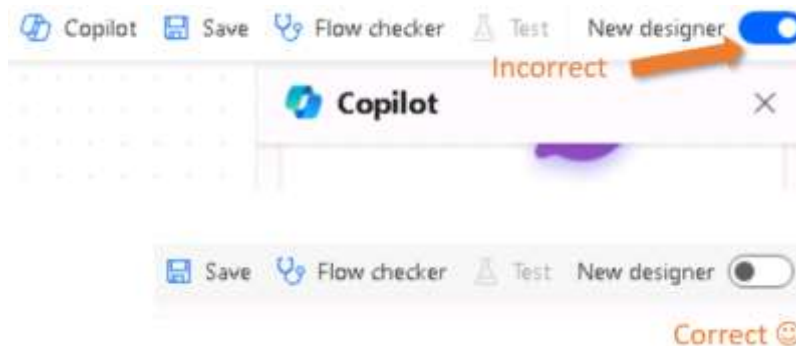 Copilot Save Flow checker Test New designer
Incorrect
Copilot
Save Flow checker Test New designer
Correct ☺